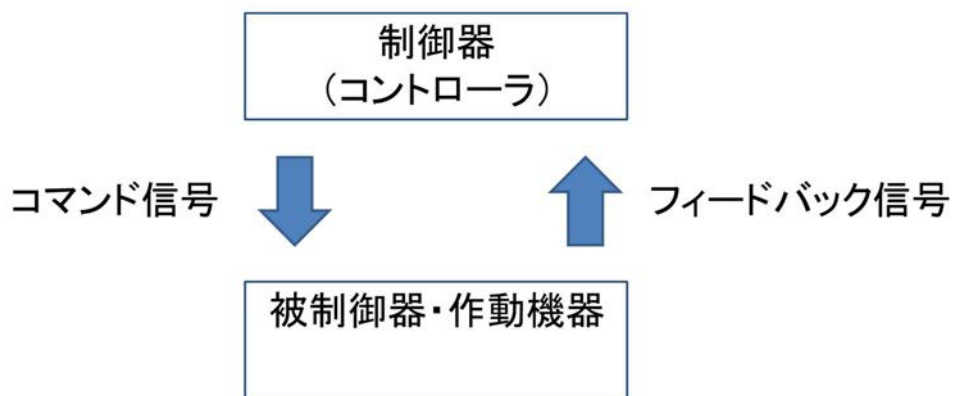 制御器
(コントローラ)
コマンド信号
フィードバック信号
被制御器・作動機器